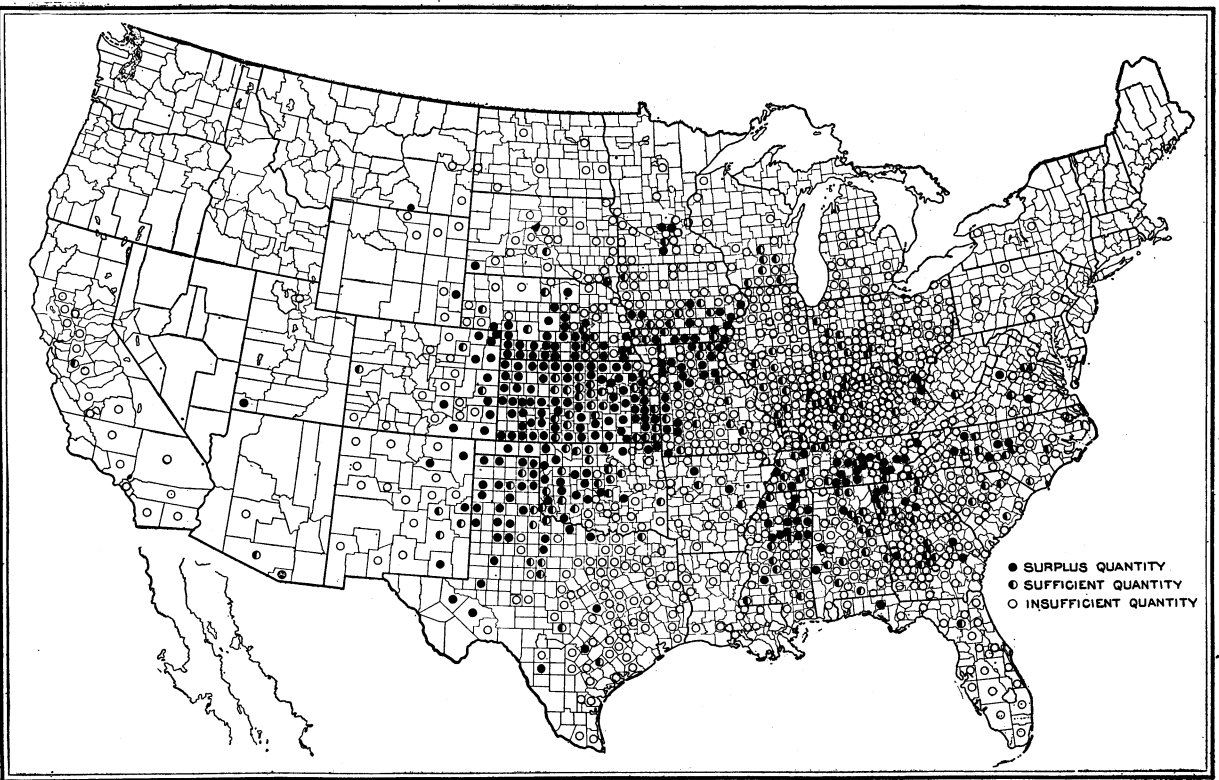 ● SURPLUS QUANTITY
◑ SUFFICIENT QUANTITY
○ INSUFFICIENT QUANTITY